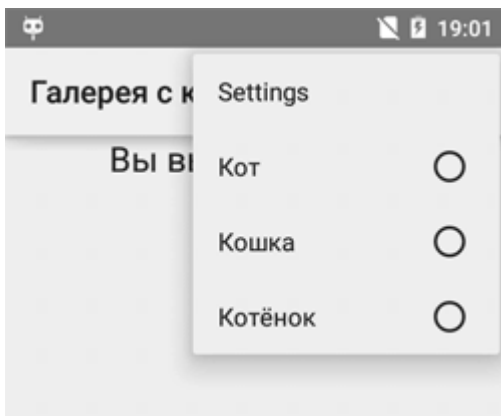 19:01
Галерея с к
Settings
Вы вы
Кот
Кошка
Котёнок